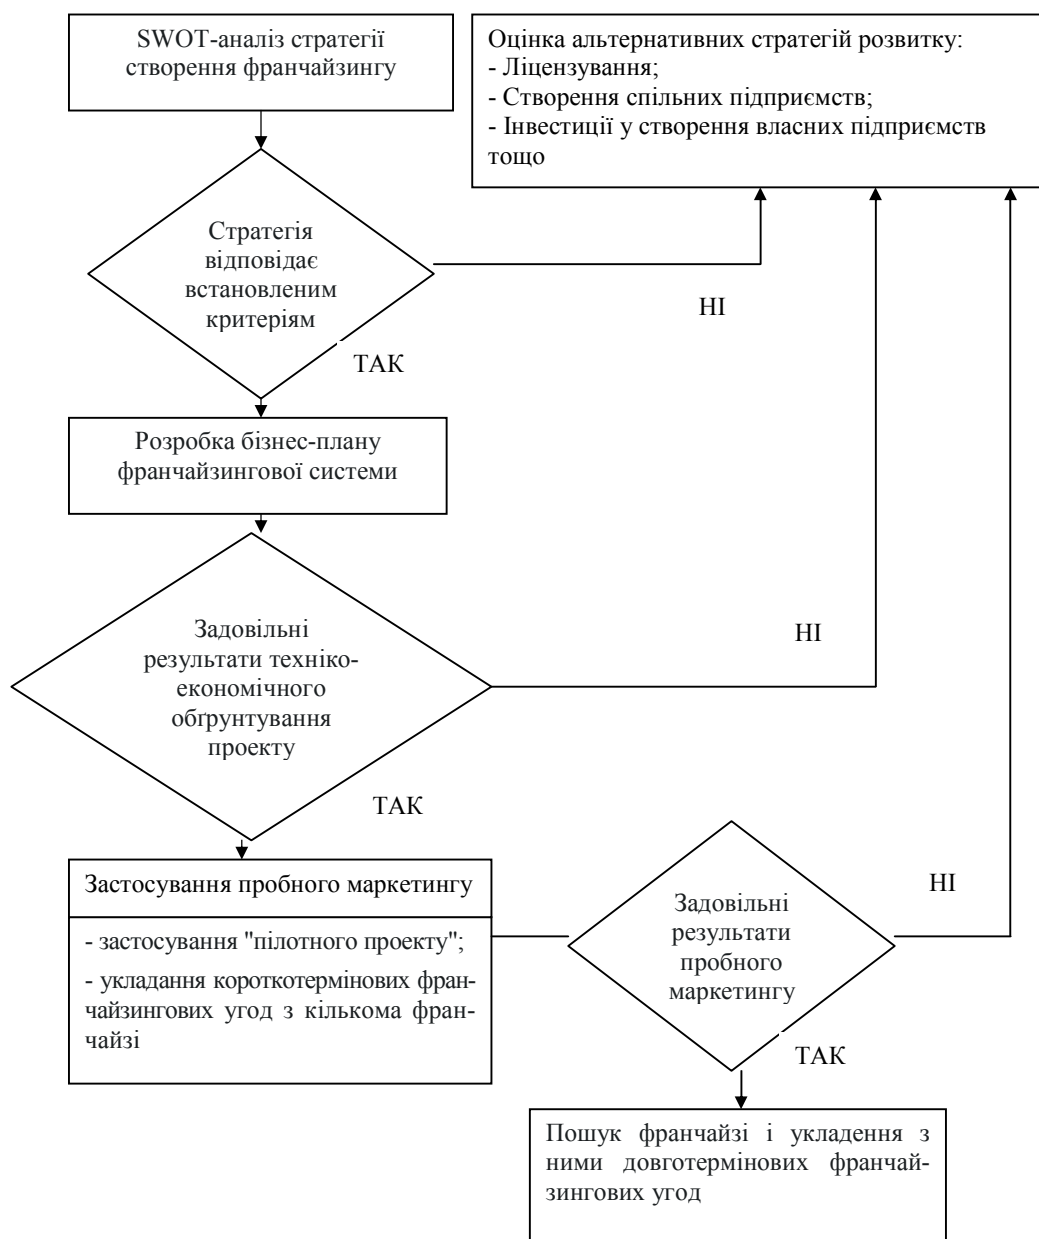 SWOT-аналіз стратегії
створення франчайзингу
Оцінка альтернативних стратегій розвитку:
- Ліцензування;
- Створення спільних підприємств;
- Інвестиції у створення власних підприємств
тощо
Стратегія
відповідає
встановленим
критеріям
НІ
ТАК
Розробка бізнес-плану
франчайзингової системи
Задовільні
результати техніко-
економічного
обґрунтування
проекту
НІ
ТАК
Застосування пробного маркетингу
- застосування "пілотного проекту";
- укладання короткотермінових фран-
чайзингових угод з кількома фран-
чайзі
Задовільні
результати
пробного
маркетингу
НІ
ТАК
Пошук франчайзі і укладення з
ними довготермінових франчай-
зингових угод